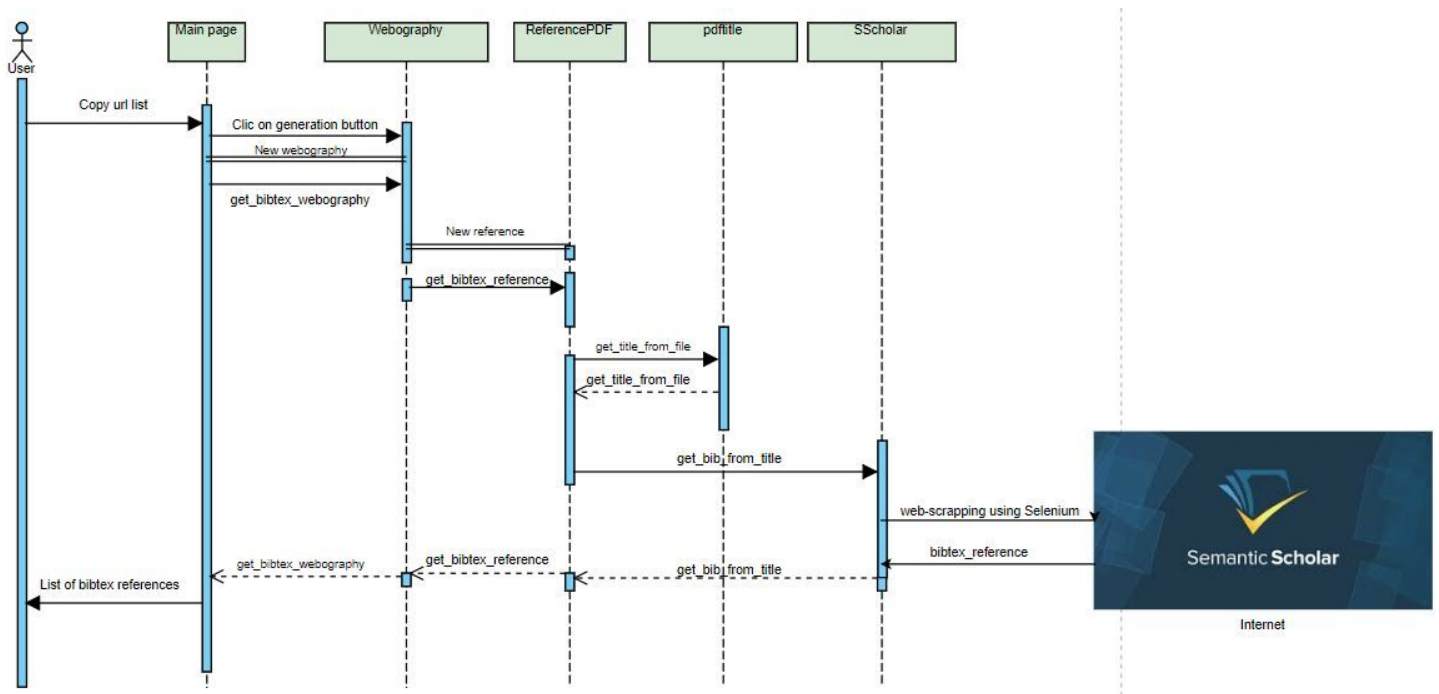 Main page
Webography
ReferencePDF
pdftitle
SScholar
User
Copy url list
Clic on generation button
New webography
get_bibtex_webography
New reference
get_bibtex_reference
get_title_from_file
get_title_from_file
get_bib_from_title
web-scrapping using Selenium
bibtex_reference
get_bibtex_reference
get_bibtex_webography
get_bib_from_title
List of bibtex references
Semantic Scholar
Internet